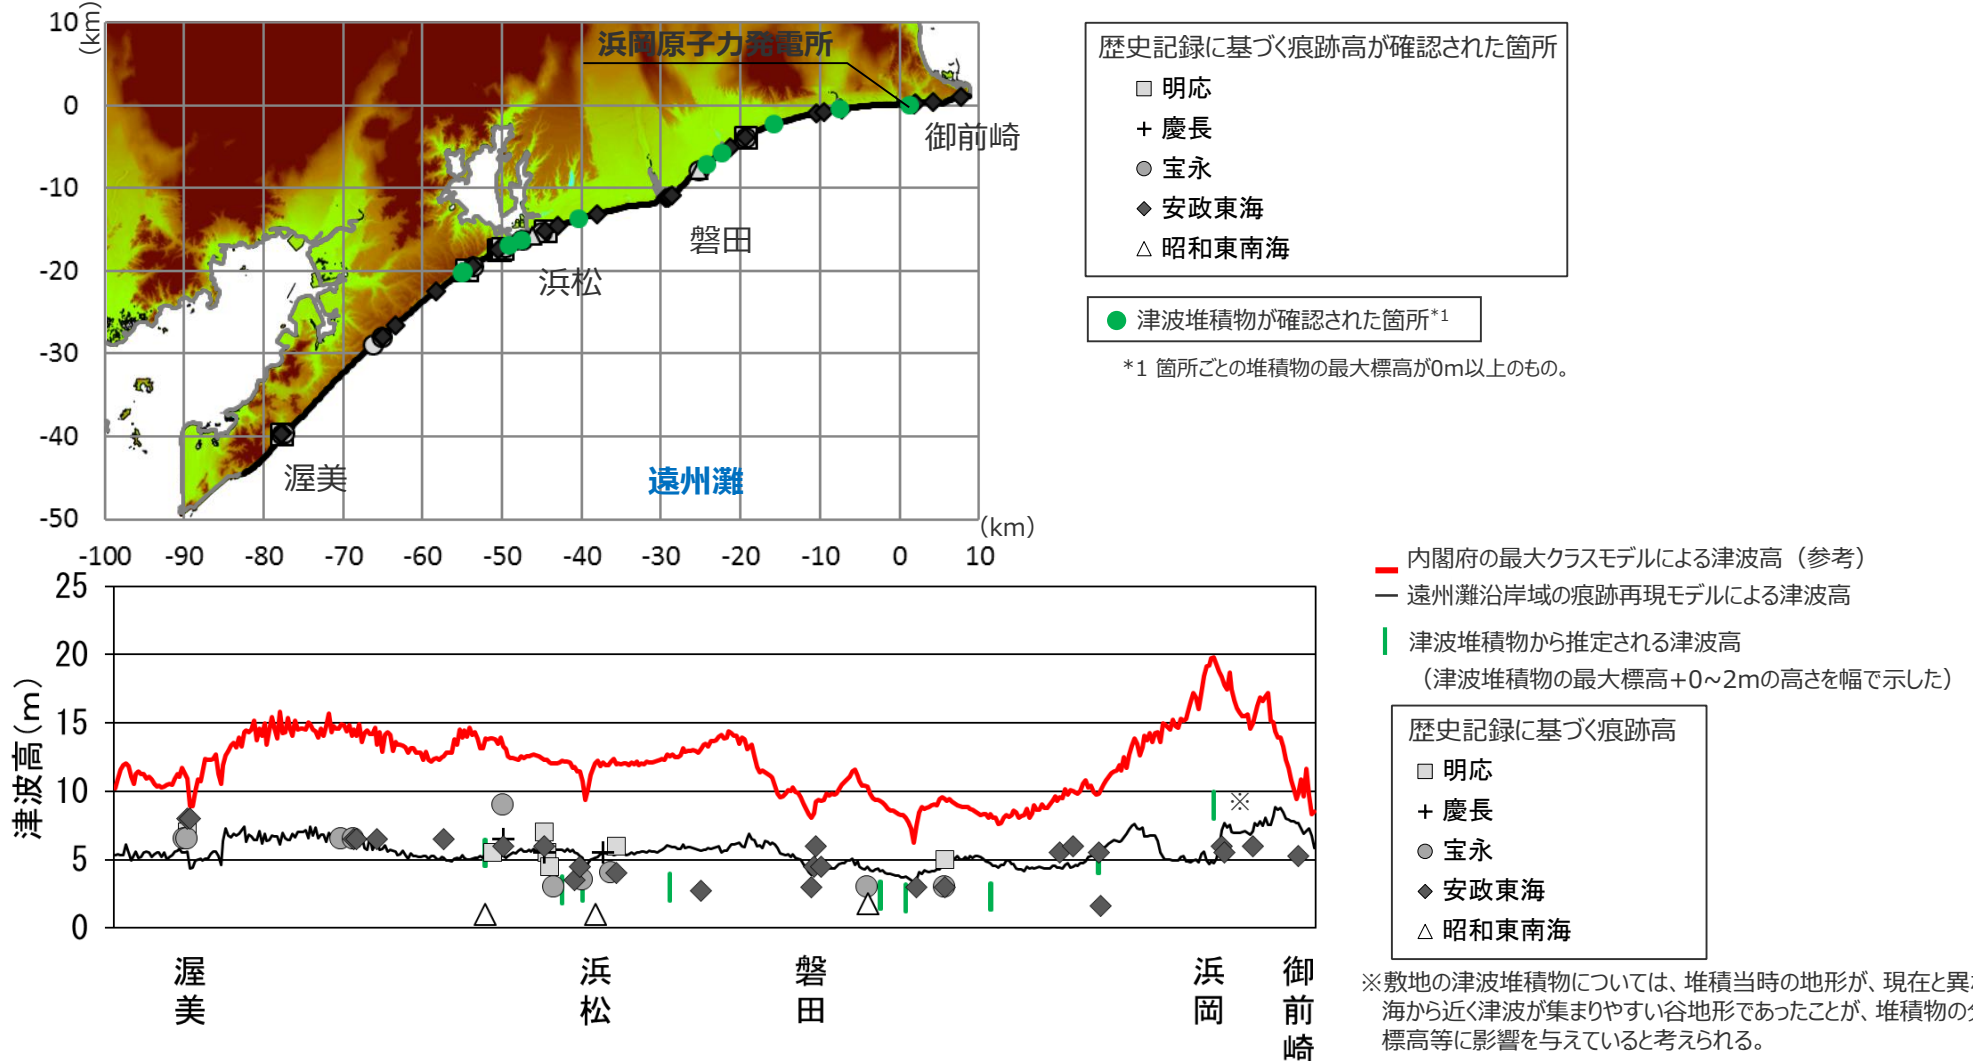 10
(km)
0
-10
-20
-30
-40
-50
-100 -90 -80 -70 -60 -50 -40 -30 -20 -10 0 10
(km)
浜岡原子力発電所
御前崎
磐田
浜松
渥美
遠州灘
歴史記録に基づく痕跡高が確認された箇所
明応
慶長
宝永
安政東海
昭和東南海
津波堆積物が確認された箇所*1
*1 箇所ごとの堆積物の最大標高が0m以上のもの。
津波高(m)
25
20
15
10
5
0
※
渥美
浜松
磐田
浜岡
御前崎
内閣府の最大クラスモデルによる津波高（参考）
遠州灘沿岸域の痕跡再現モデルによる津波高
津波堆積物から推定される津波高
（津波堆積物の最大標高+0~2mの高さを幅で示した）
歴史記録に基づく痕跡高
明応
慶長
宝永
安政東海
昭和東南海
※敷地の津波堆積物については、堆積当時の地形が、現在と異
海から近く津波が集まりやすい谷地形であったことが、堆積物の
標高等に影響を与えていると考えられる。